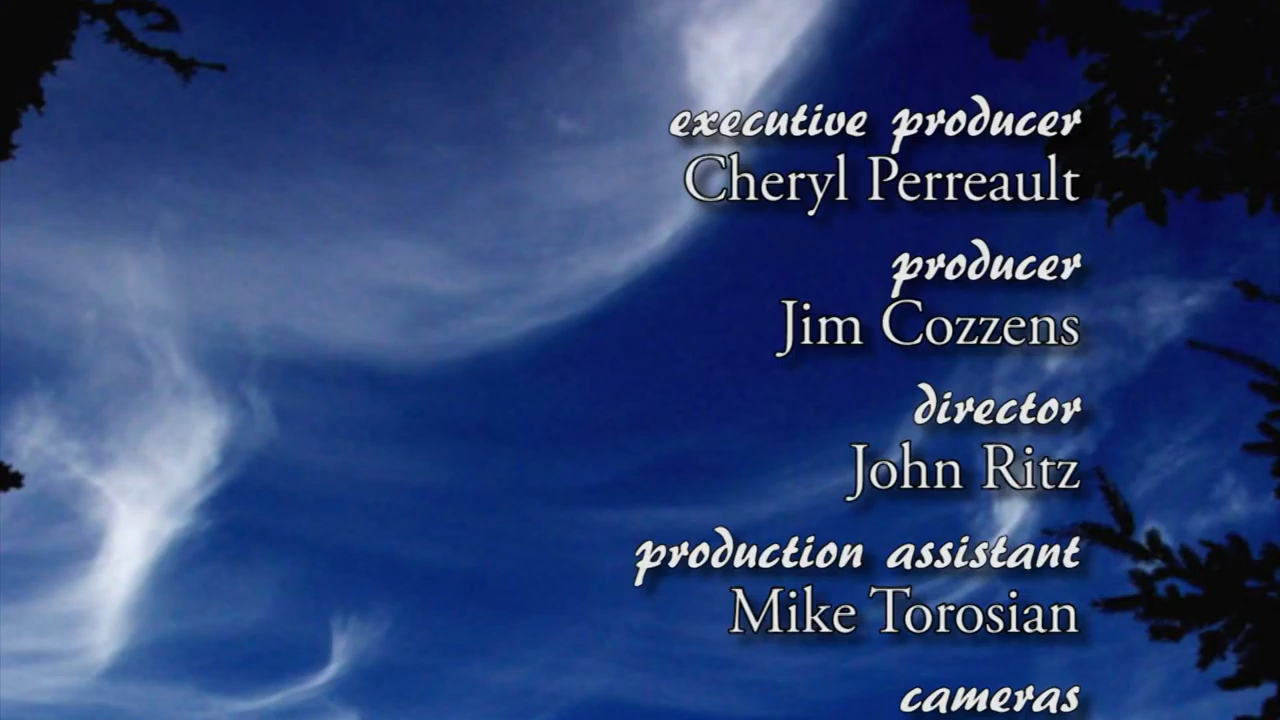 executive producer
Cheryl Perreault
producer
Jim Cozzens
director
John Ritz
production assistant
Mike Torosian
cameras